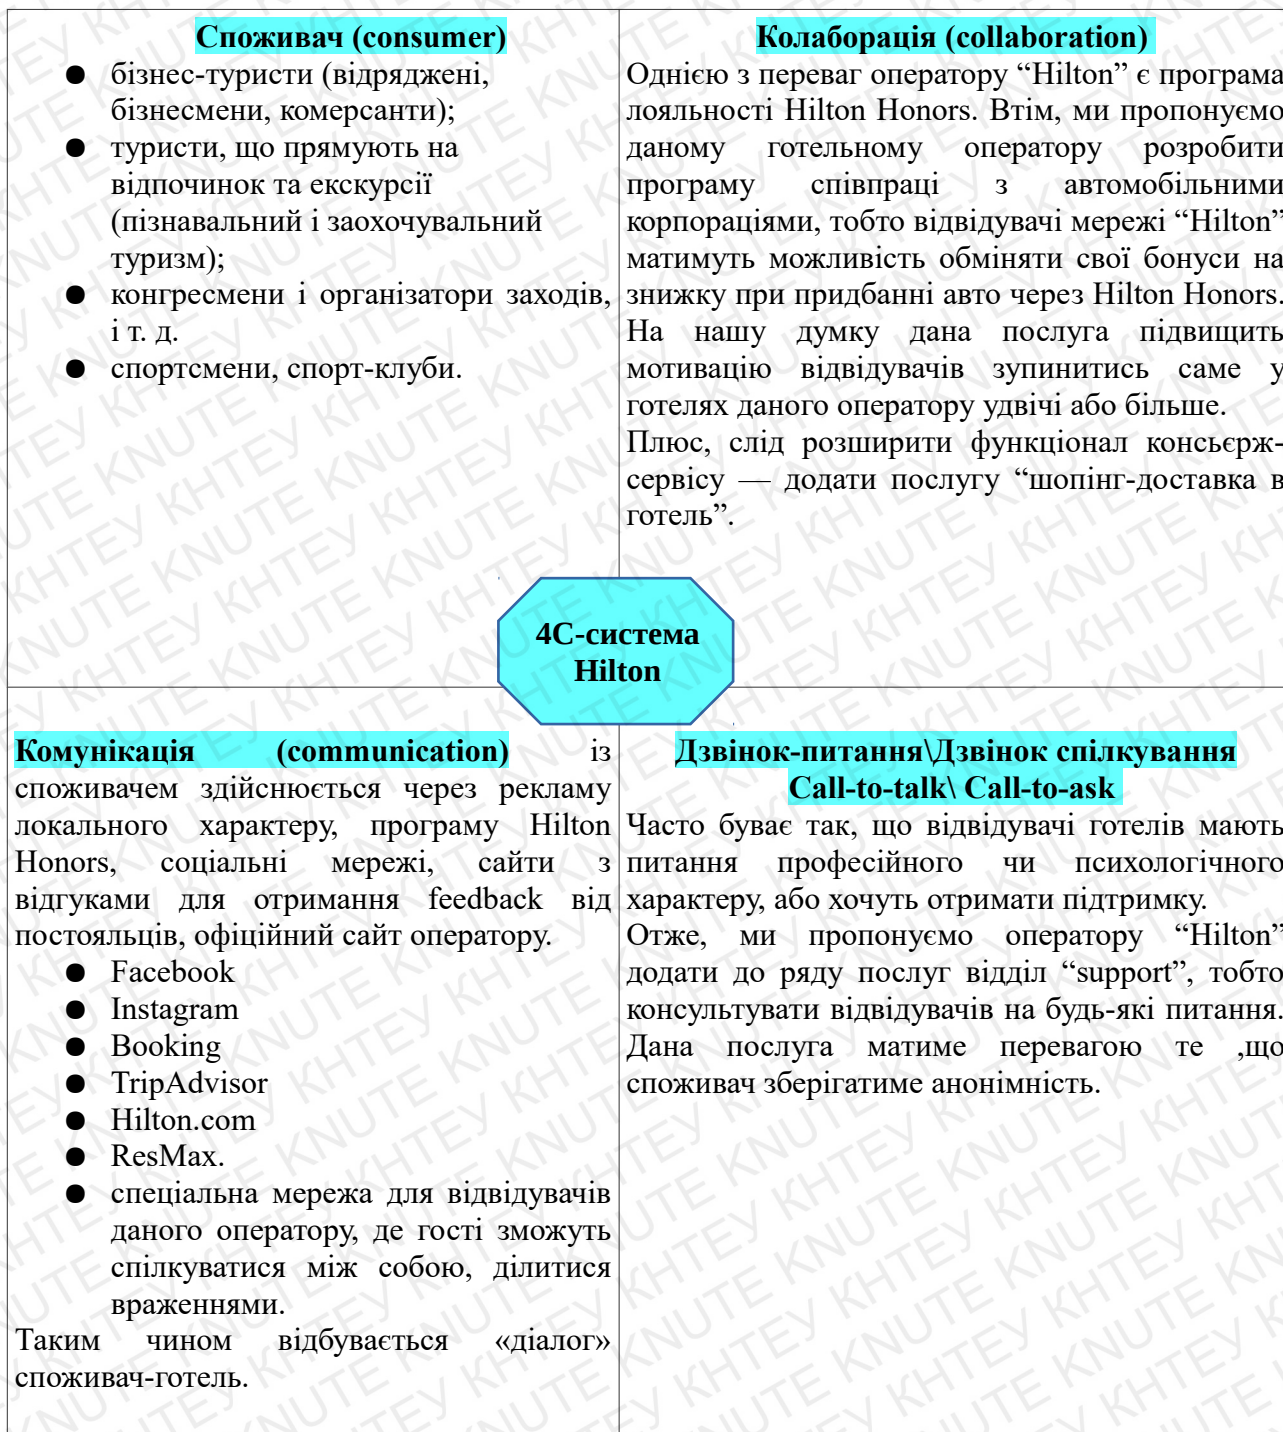 Споживач (consumer)
● бізнес-туристи (відряджені,
бізнесмени, комерсанти);
● туристи, що прямують на
відпочинок та екскурсії
(пізнавальний і заохочувальний
туризм);
● конгресмени і організатори заходів,
і т. д.
● спортсмени, спорт-клуби.
Колаборація (collaboration)
Однією з переваг оператору “Hilton” є програма
лояльності Hilton Honors. Втім, ми пропонуємо
даному готельному оператору розробити
програму співпраці з автомобільними
корпораціями, тобто відвідувачі мережі “Hilton”
матимуть можливість обміняти свої бонуси на
знижку при придбанні авто через Hilton Honors.
На нашу думку дана послуга підвищить
мотивацію відвідувачів зупинитись саме у
готелях даного оператору удвічі або більше.
Плюс, слід розширити функціонал консьєрж-
сервісу — додати послугу “шопінг-доставка в
готель”.
4С-система
Hilton
Комунікація (communication) із
споживачем здійснюється через рекламу
локального характеру, програму Hilton
Honors, соціальні мережі, сайти з
відгуками для отримання feedback від
постояльців, офіційний сайт оператору.
● Facebook
● Instagram
● Booking
● TripAdvisor
● Hilton.com
● ResMax.
● спеціальна мережа для відвідувачів
даного оператору, де гості зможуть
спілкуватися між собою, ділитися
враженнями.
Таким чином відбувається «діалог»
споживач-готель.
Дзвінок-питання\Дзвінок спілкування
Call-to-talk\ Call-to-ask
Часто буває так, що відвідувачі готелів мають
питання професійного чи психологічного
характеру, або хочуть отримати підтримку.
Отже, ми пропонуємо оператору “Hilton”
додати до ряду послуг відділ “support”, тобто
консультувати відвідувачів на будь-які питання.
Дана послуга матиме перевагою те ,що
споживач зберігатиме анонімність.